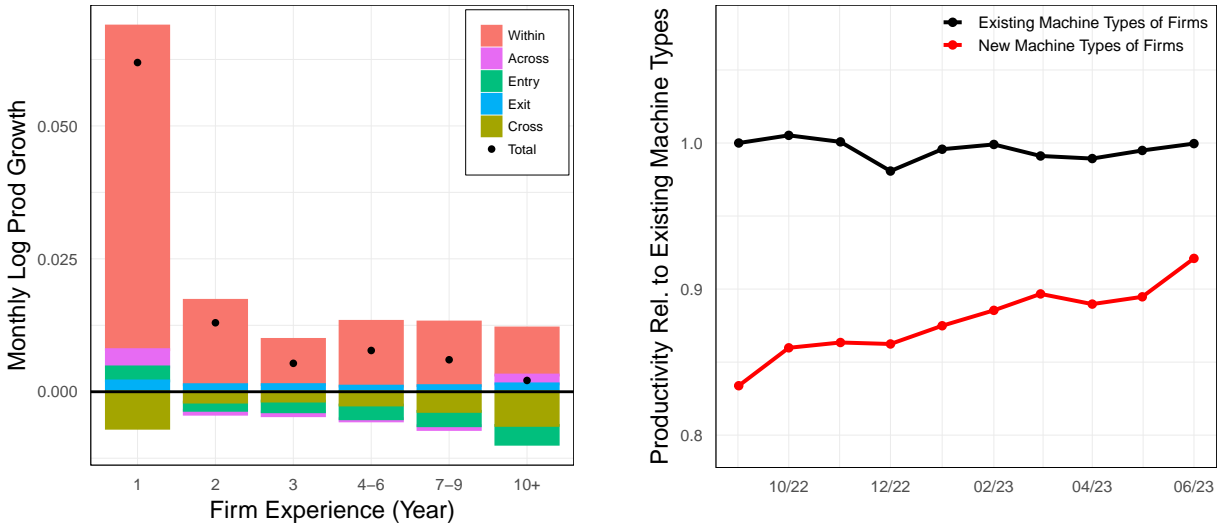 Monthly Log Prod Growth
0.050
0.025
0.000
Within
Across
Entry
Exit
Cross
Total
1 2 3 4−6 7−9 10+
Firm Experience (Year)
Productivity Rel. to Existing Machine Types
1.0
0.9
0.8
Existing Machine Types of Firms
New Machine Types of Firms
10/22 12/22 02/23 04/23 06/23